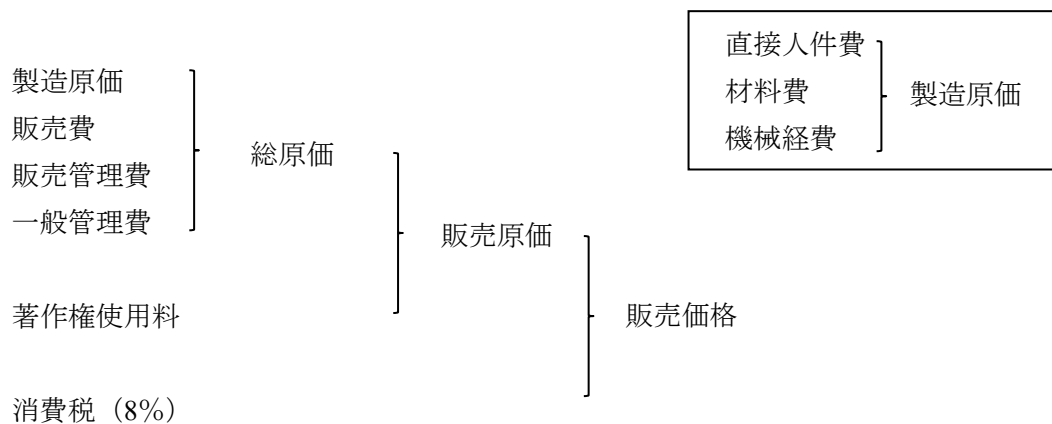 製造原価
販売費
販売管理費
一般管理費
著作権使用料
消費税（8％）
総原価
販売原価
販売価格
直接人件費
材料費
機械経費
製造原価